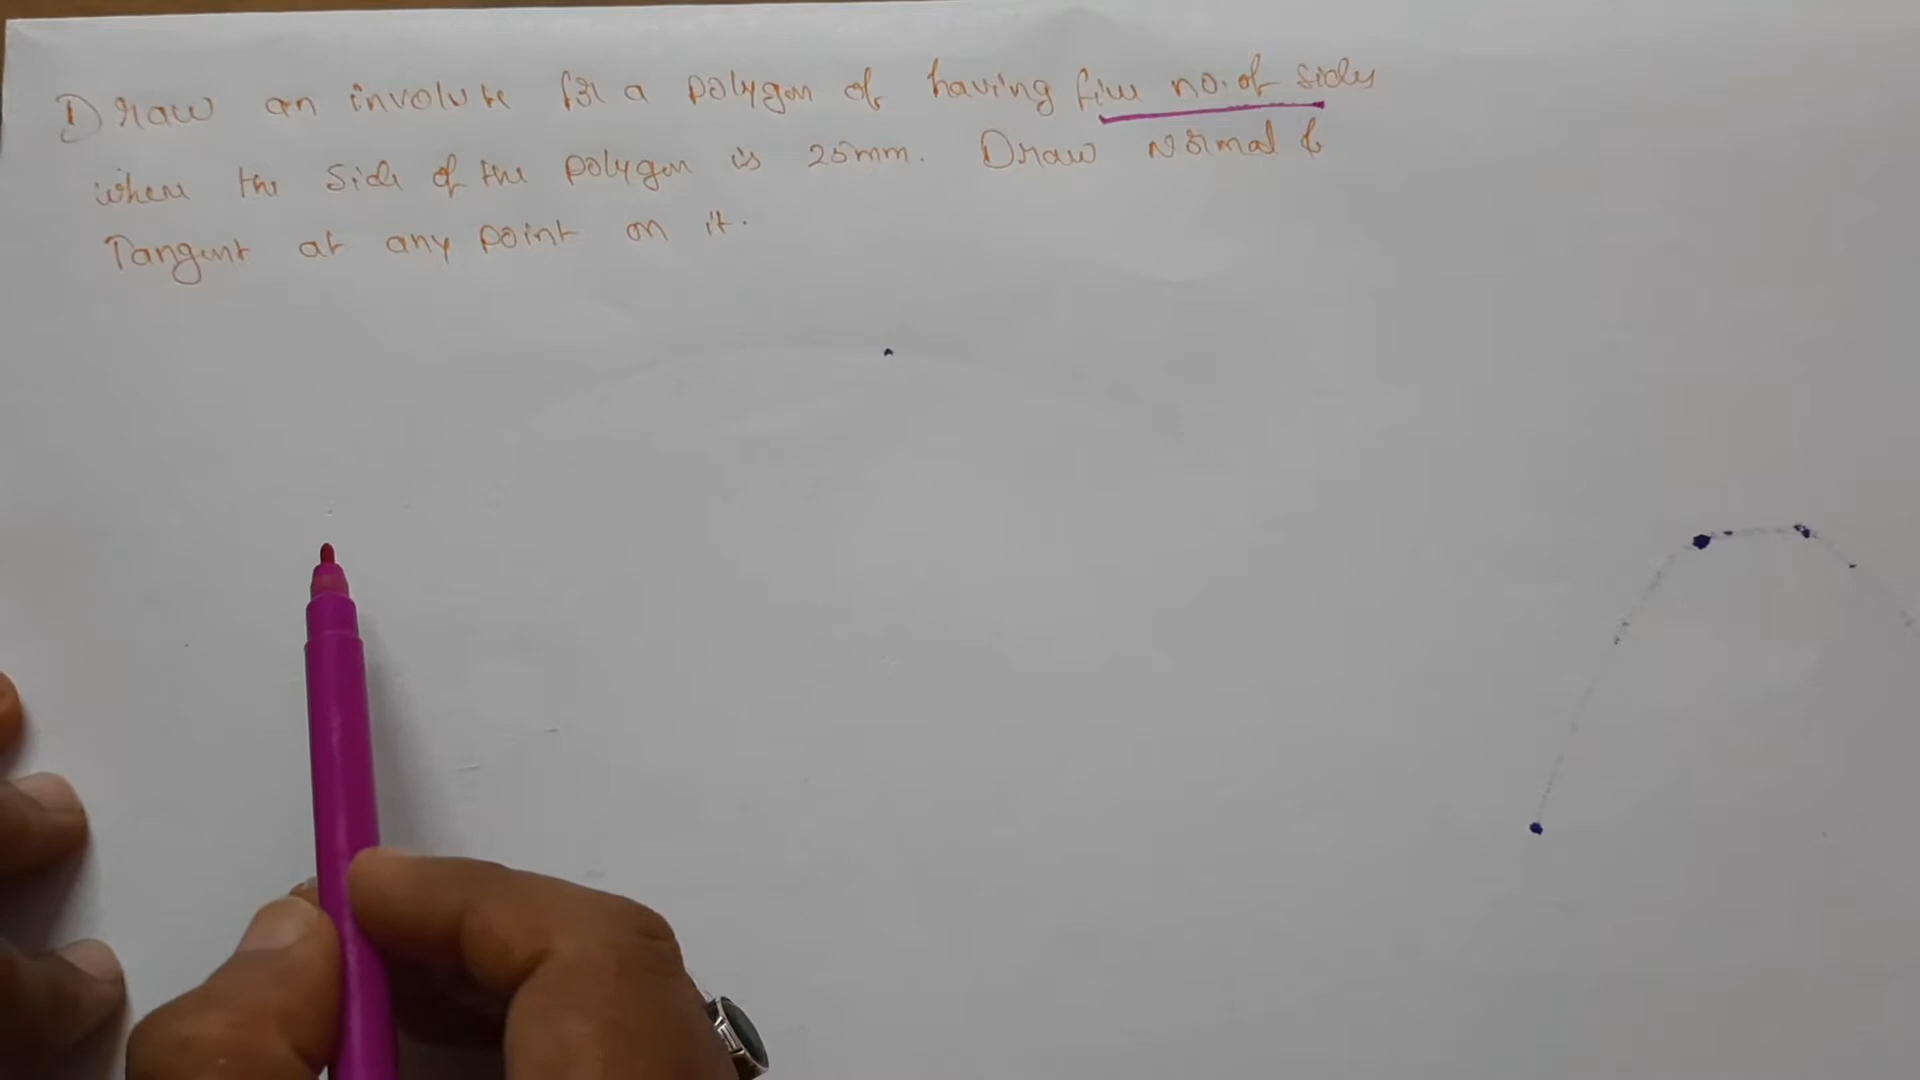 Draw an involute for a polygon of having five no. of sides
where the side of the polygon is 25mm. Draw Normal &
Tangent at any point on it.